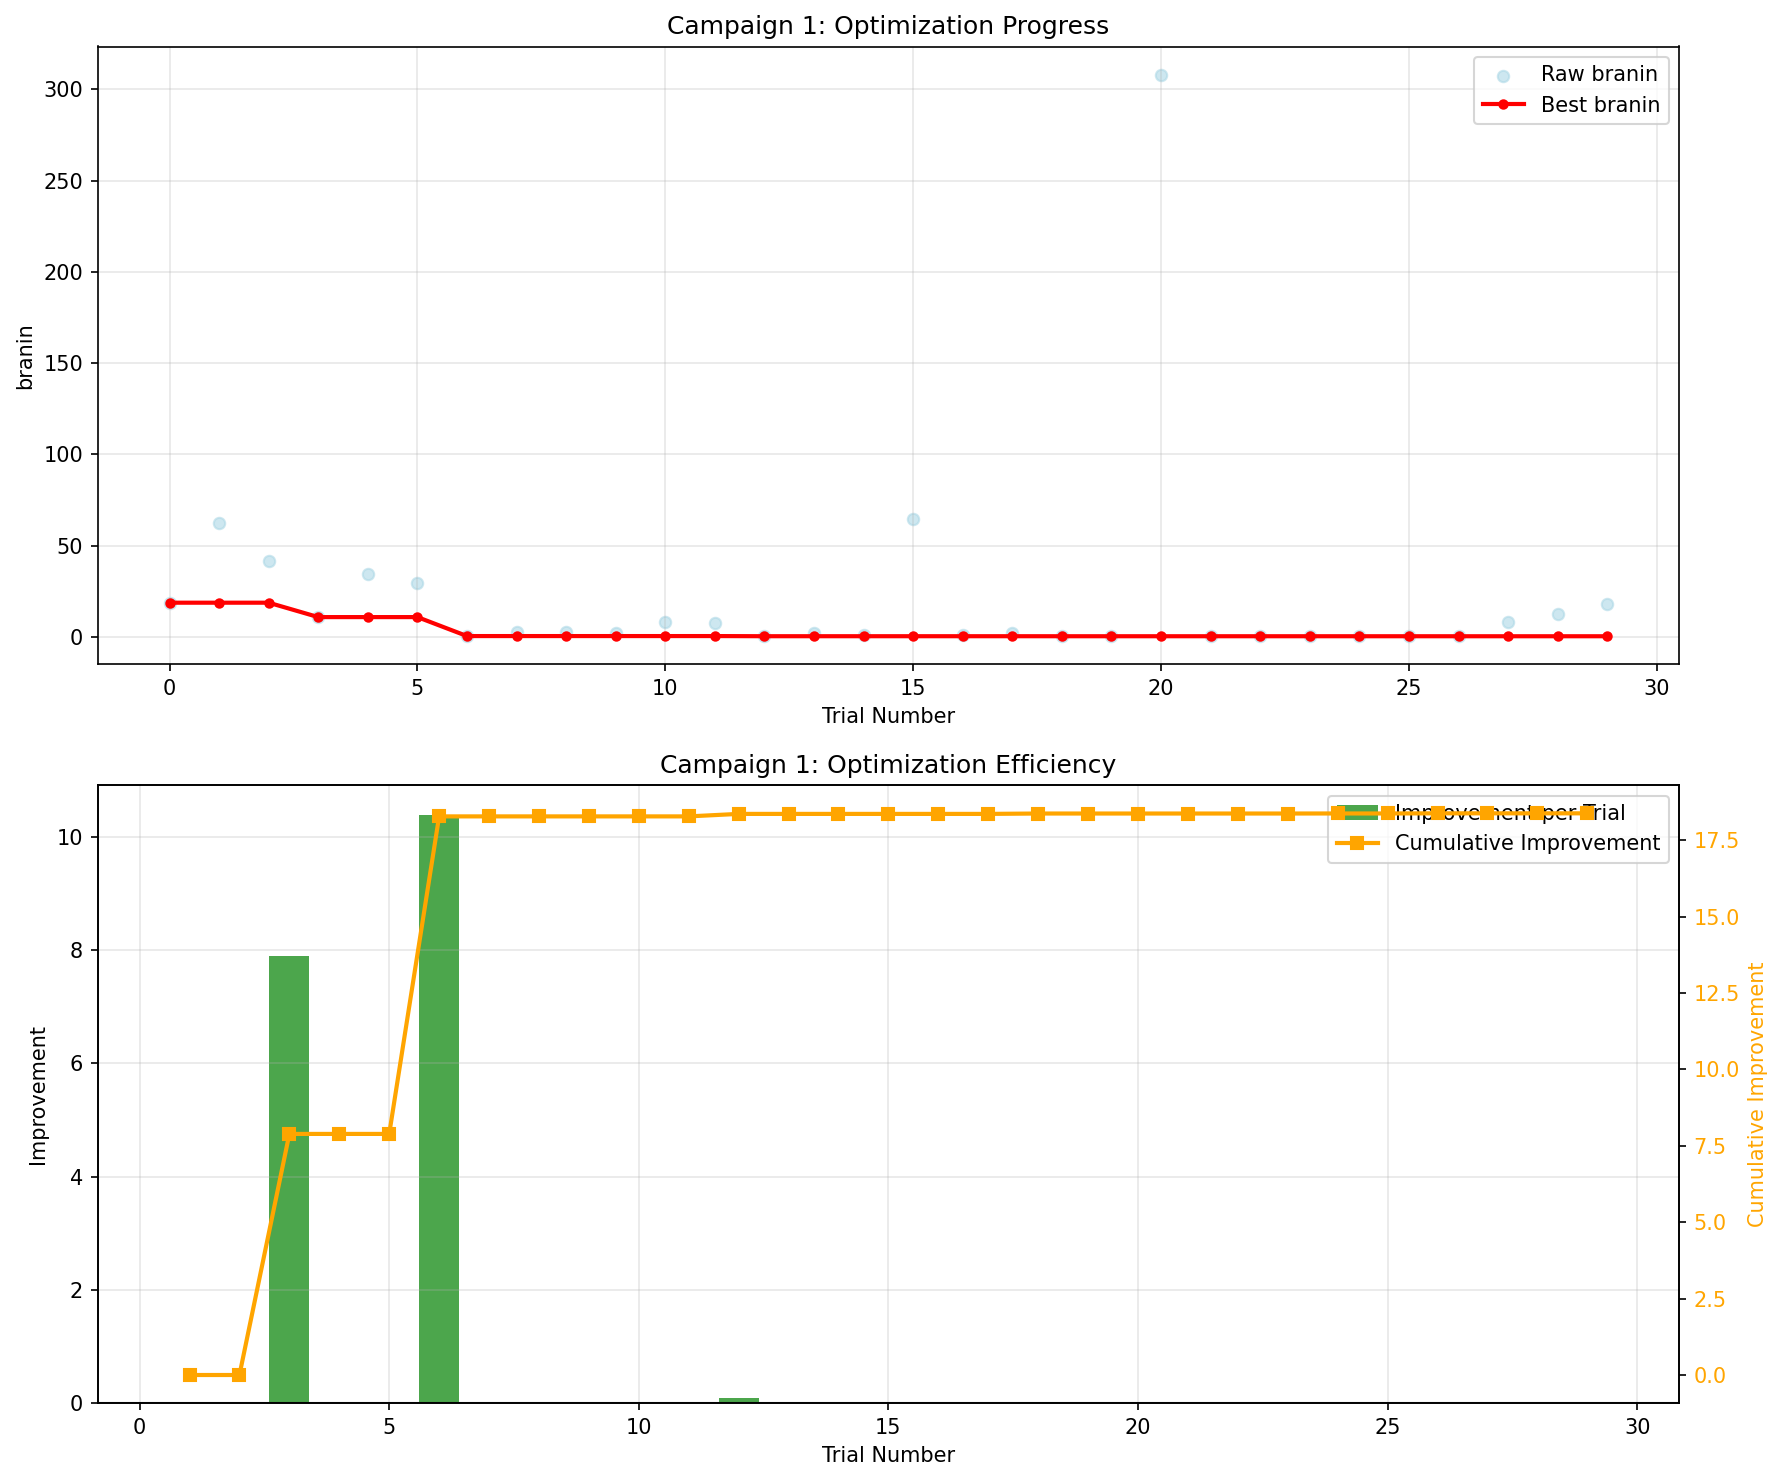 Campaign 1: Optimization Progress
Raw branin
Best branin
branin
300
250
200
150
100
50
0
0 5 10 15 20 25 30
Trial Number
Campaign 1: Optimization Efficiency
Improvement per Trial
Cumulative Improvement
Improvement
10
8
6
4
2
0
17.5
15.0
12.5
10.0
7.5
5.0
2.5
0.0
Cumulative Improvement
0 5 10 15 20 25 30
Trial Number